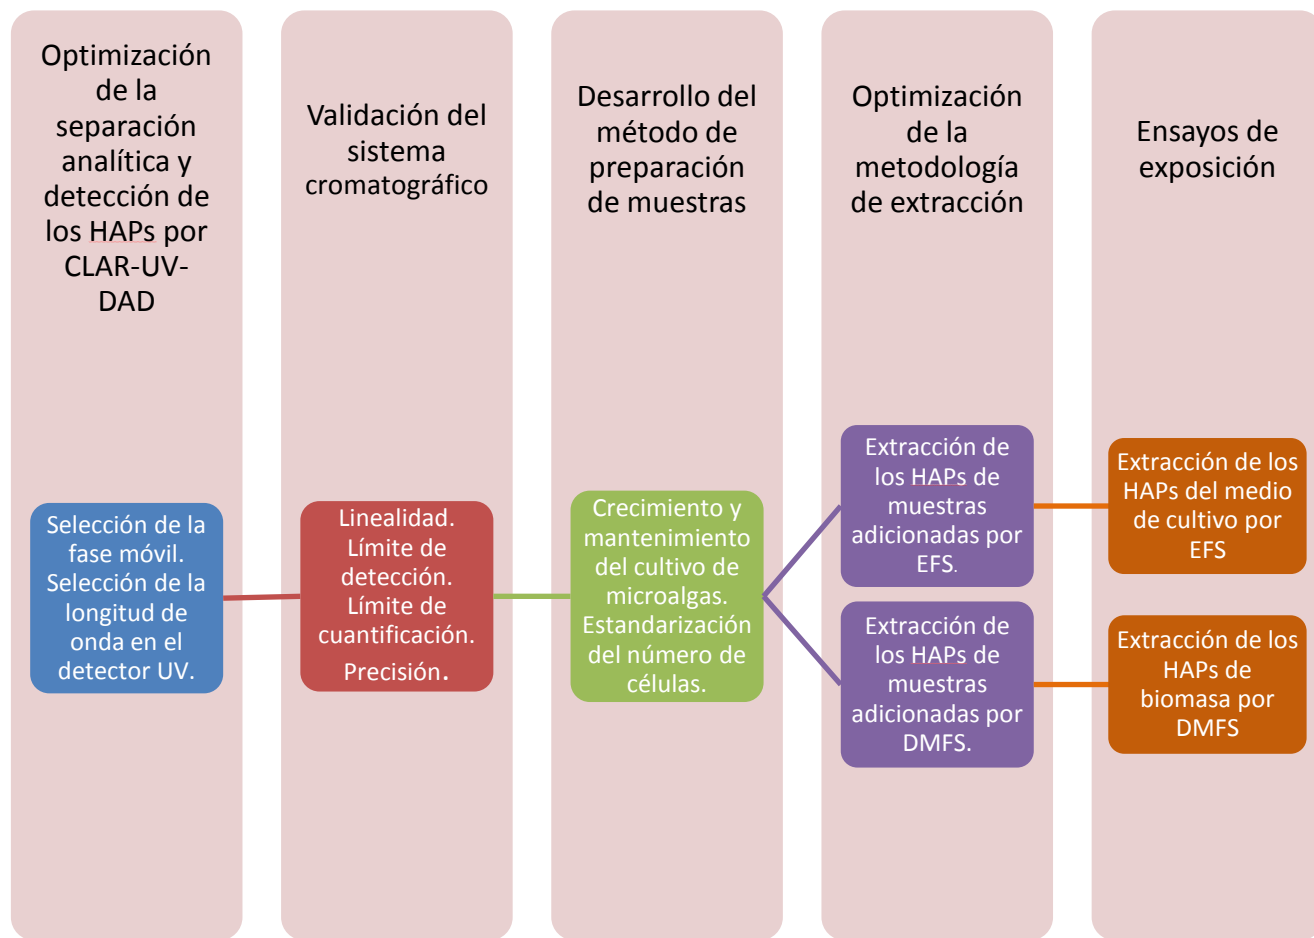 Optimización
de la
separación
analítica y
detección de
los HAPs por
CLAR-UV-
DAD
Selección de la
fase móvil.
Selección de la
longitud de
onda en el
detector UV.
Validación del
sistema
cromatográfico
Linealidad.
Límite de
detección.
Límite de
cuantificación.
Precisión.
Desarrollo del
método de
preparación
de muestras
Crecimiento y
mantenimiento
del cultivo de
microalgas.
Estandarización
del número de
células.
Optimización
de la
metodología
de extracción
Extracción de
los HAPs de
muestras
adicionadas por
EFS.
Extracción de
los HAPs de
muestras
adicionadas por
DMFS.
Ensayos de
exposición
Extracción de los
HAPs del medio
de cultivo por
EFS
Extracción de los
HAPs de
biomasa por
DMFS